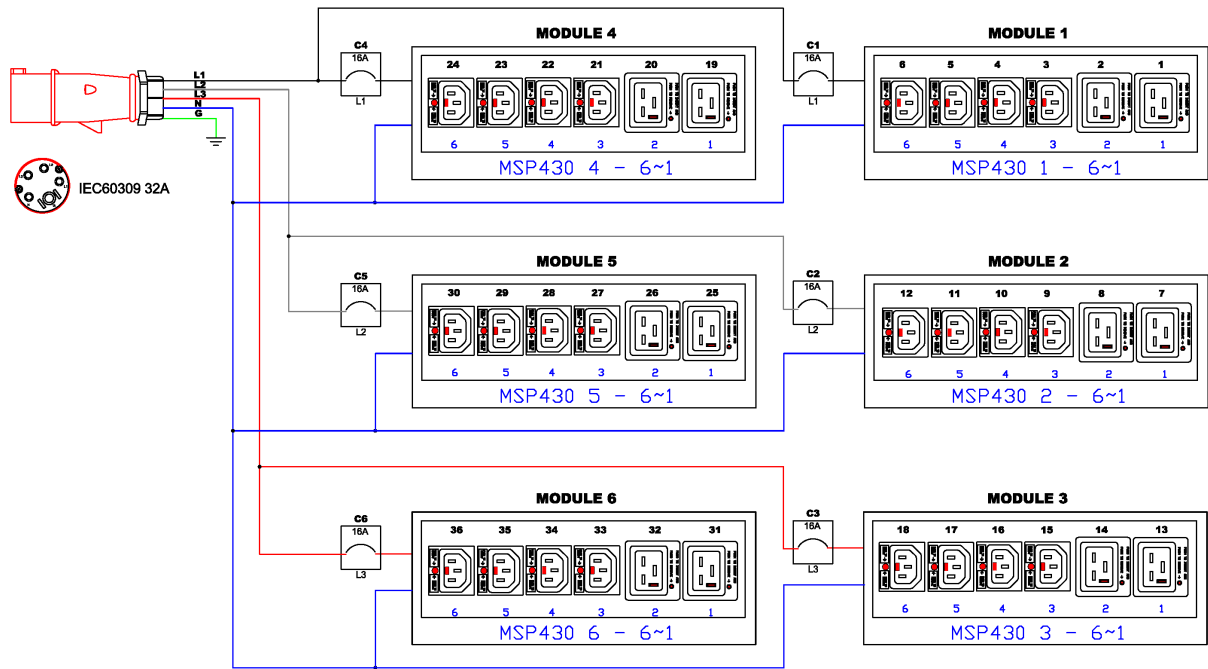 L1
L2
L3
N
G
IEC60309 32A
C4
16A
L1
MODULE 4
24 23 22 21 20 19
6 5 4 3 2 1
MSP430 4 - 6~1
C1
16A
L1
MODULE 1
6 5 4 3 2 1
6 5 4 3 2 1
MSP430 1 - 6~1
C5
16A
L2
MODULE 5
30 29 28 27 26 25
6 5 4 3 2 1
MSP430 5 - 6~1
C2
16A
L2
MODULE 2
12 11 10 9 8 7
6 5 4 3 2 1
MSP430 2 - 6~1
C6
16A
L3
MODULE 6
36 35 34 33 32 31
6 5 4 3 2 1
MSP430 6 - 6~1
C3
16A
L3
MODULE 3
18 17 16 15 14 13
6 5 4 3 2 1
MSP430 3 - 6~1